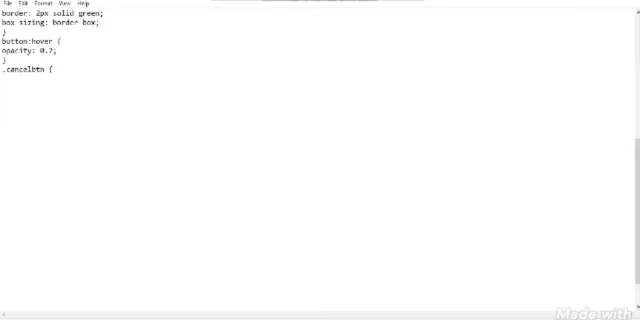 File Edit Format View Help
border: 2px solid green;
box sizing: border box;
}
button:hover {
opacity: 0.7;
}
.cancelbtn {
Made with